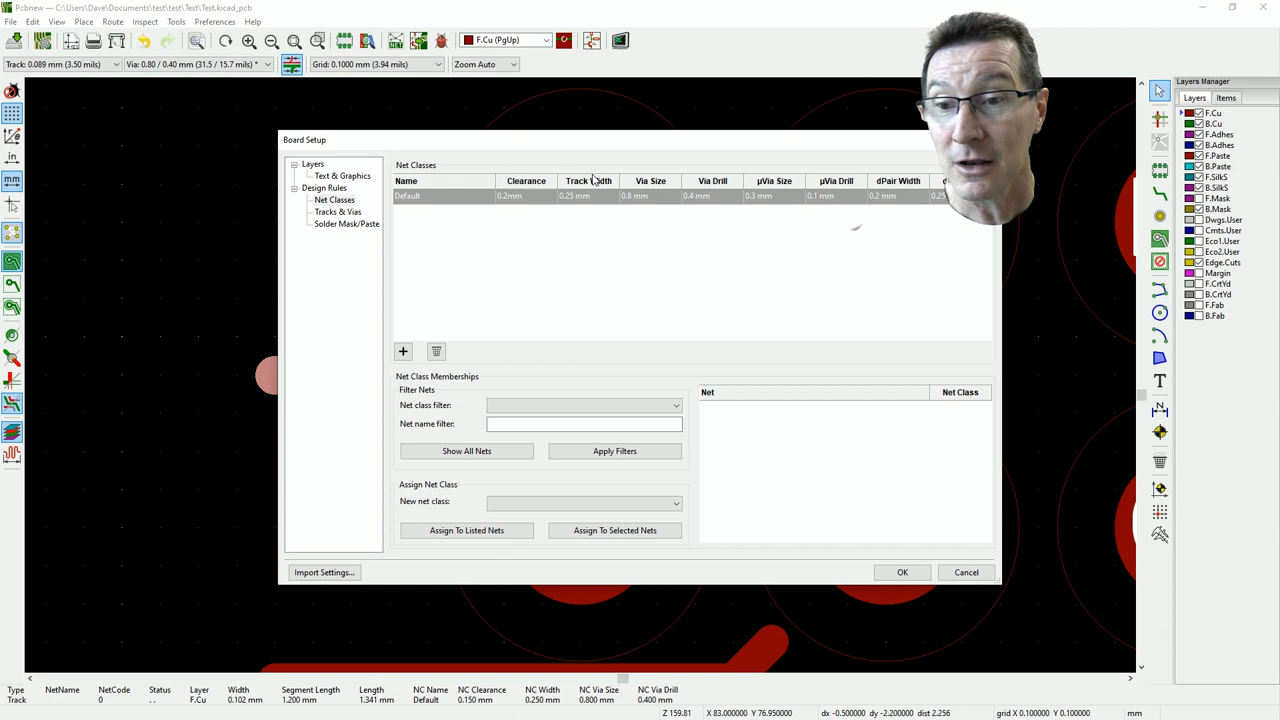 Pcbnew — C:\Users\Dave\Documents\test\test\Test\Test.kicad_pcb
File Edit View Place Route Inspect Tools Preferences Help
F.Cu (PgUp)
Track: 0.089 mm (3.50 mils) Via: 0.80 / 0.40 mm (31.5 / 15.7 mils) * Grid: 0.1000 mm (3.94 mils) Zoom Auto
Layers Manager
Layers Items
F.Cu
B.Cu
F.Adhes
B.Adhes
F.Paste
B.Paste
F.SilkS
B.SilkS
F.Mask
B.Mask
Dwgs.User
Cmts.User
Eco1.User
Eco2.User
Edge.Cuts
Margin
F.CrtYd
B.CrtYd
F.Fab
B.Fab
in
mm
Board Setup
Layers
Text & Graphics
Design Rules
Net Classes
Tracks & Vias
Solder Mask/Paste
Net Classes
Name Clearance Track Width Via Size Via Drill µVia Size µVia Drill dPair Width
Default 0.2mm 0.25 mm 0.8 mm 0.4 mm 0.3 mm 0.1 mm 0.2 mm
Net Class Memberships
Filter Nets
Net class filter:
Net name filter:
Show All Nets Apply Filters
Assign Net Class
New net class:
Assign To Listed Nets Assign To Selected Nets
Net Net Class
Import Settings... OK Cancel
Type NetName NetCode Status Layer Width Segment Length Length NC Name NC Clearance NC Width NC Via Size NC Via Drill
Track 0 .. F.Cu 0.102 mm 1.200 mm 1.341 mm Default 0.150 mm 0.250 mm 0.800 mm 0.400 mm
Z 159.81 X 83.000000 Y 76.950000 dx -0.500000 dy -2.200000 dist 2.256 grid X 0.100000 Y 0.100000 mm